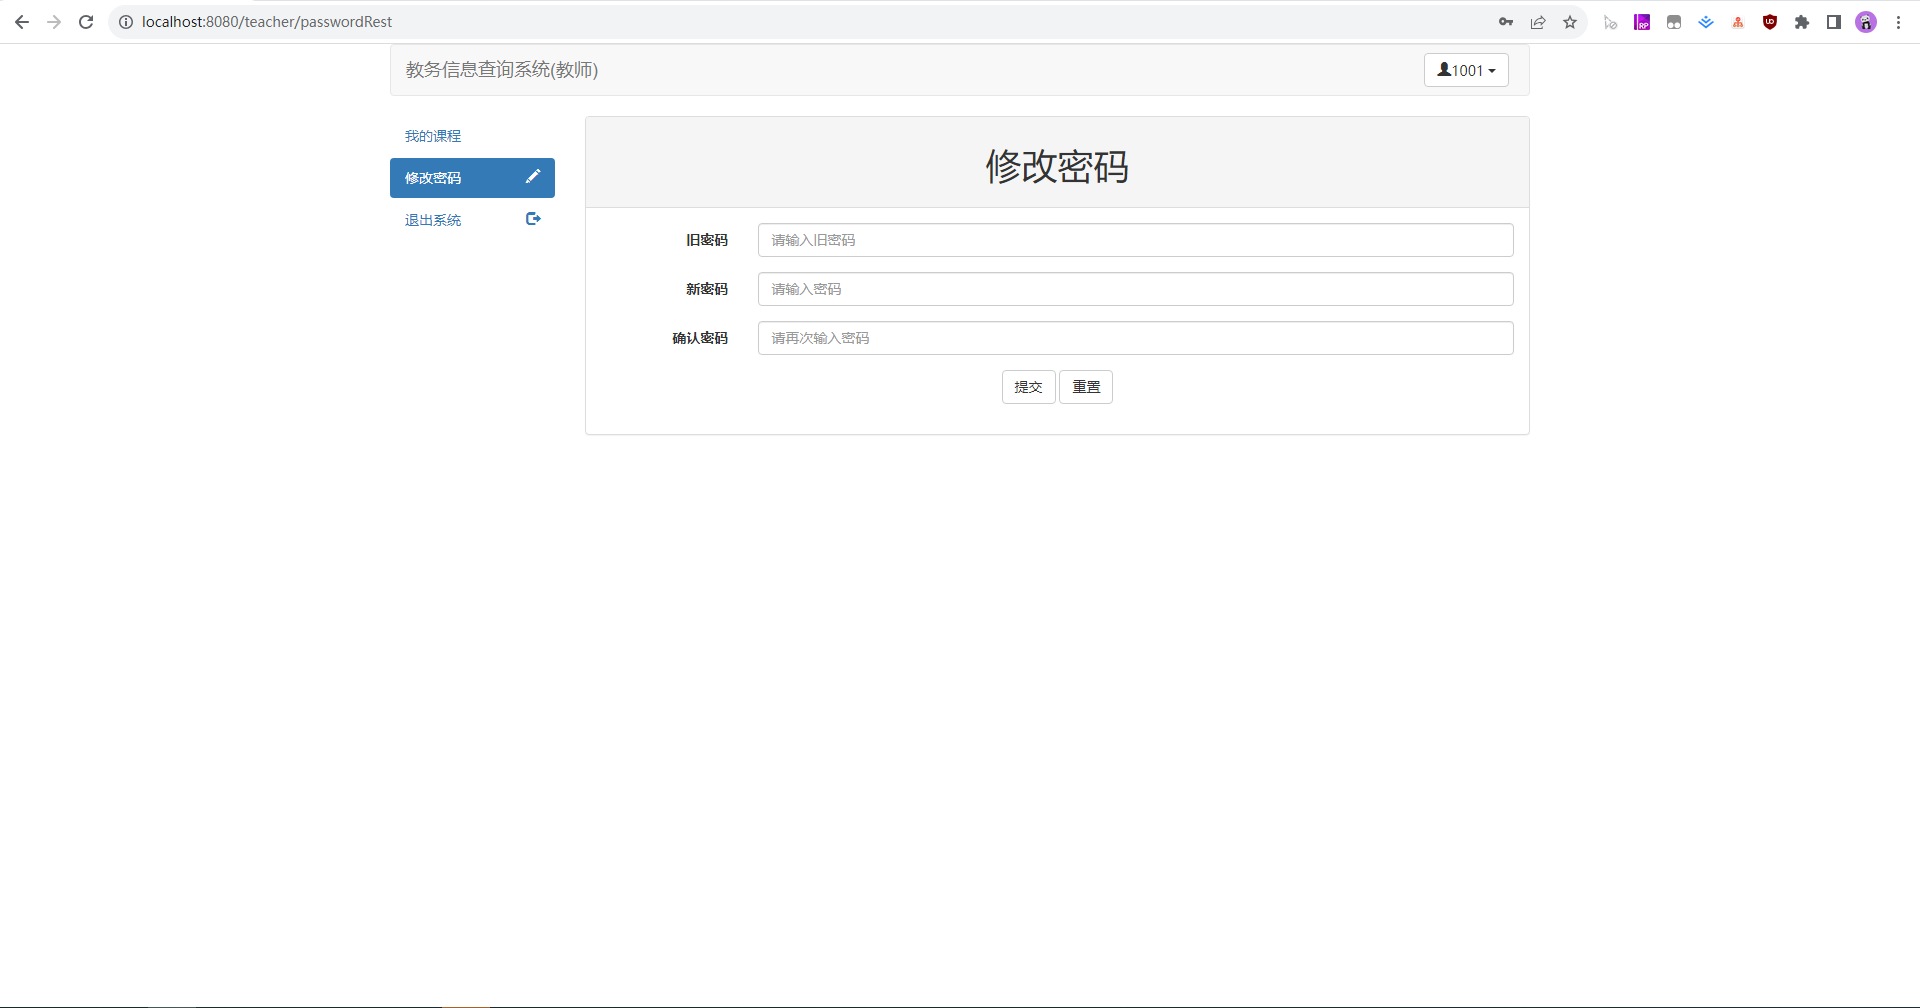 localhost:8080/teacher/passwordRest
教务信息查询系统(教师)
1001
我的课程
修改密码
退出系统
修改密码
旧密码 请输入旧密码
新密码 请输入密码
确认密码 请再次输入密码
提交 重置